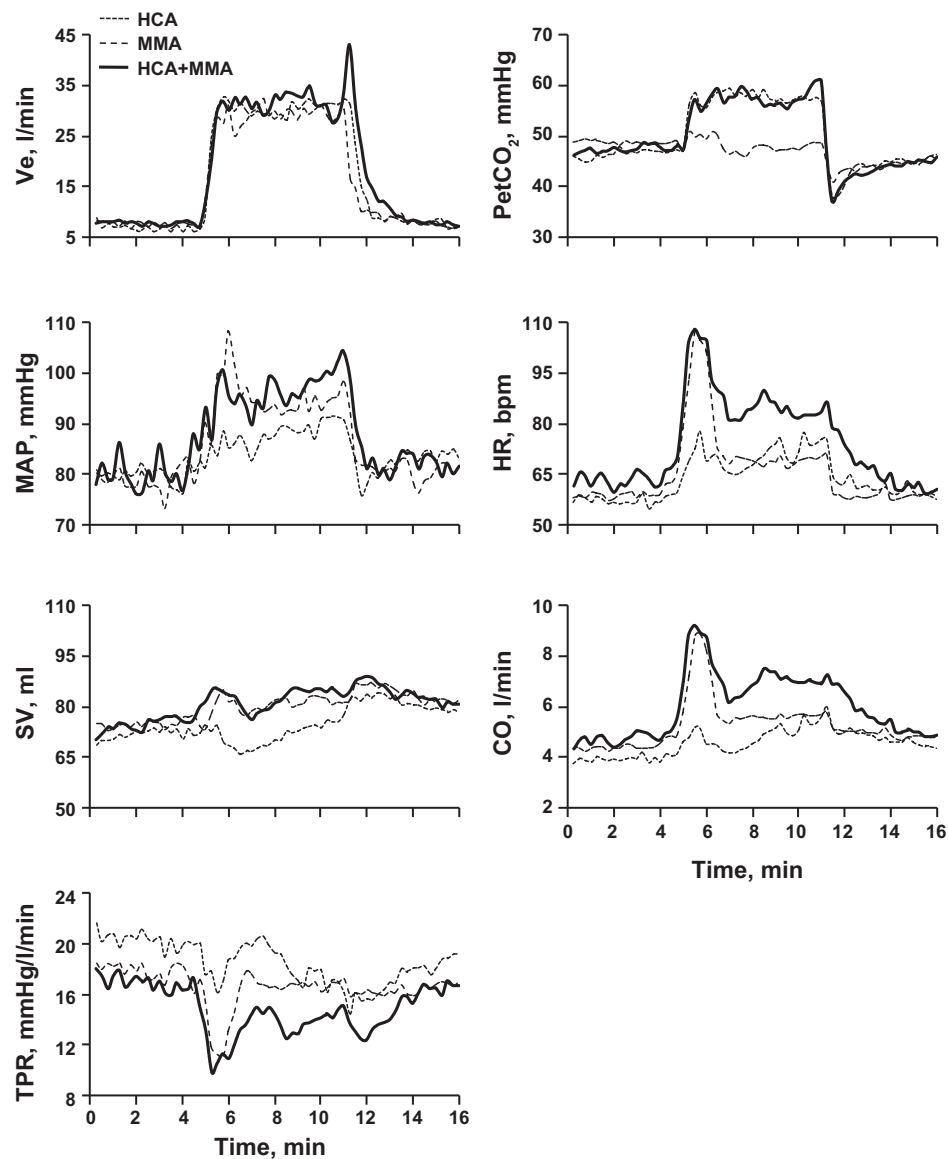 HCA
MMA
HCA+MMA
45
35
25
15
5
Ve, l/min
70
60
50
40
30
PetCO2, mmHg
110
100
90
80
70
MAP, mmHg
110
95
80
65
50
HR, bpm
110
95
80
65
50
SV, ml
10
8
6
4
2
CO, l/min
0 2 4 6 8 10 12 14 16
Time, min
24
20
16
12
8
TPR, mmHg/l/min
0 2 4 6 8 10 12 14 16
Time, min